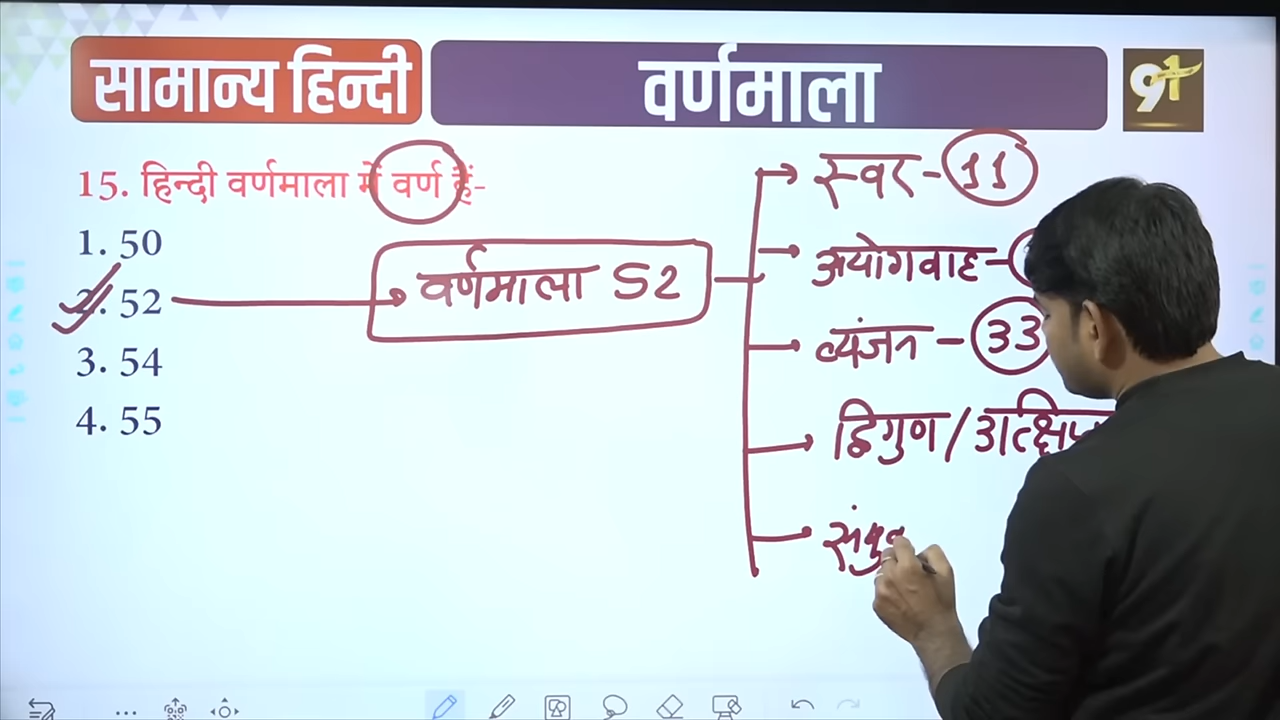 सामान्य हिन्दी
वर्णमाला
91
15. हिन्दी वर्णमाला में वर्ण हैं-
1. 50
2. 52
3. 54
4. 55
वर्णमाला 52
स्वर - 11
अयोगवाह -
व्यंजन - 33
द्विगुण /